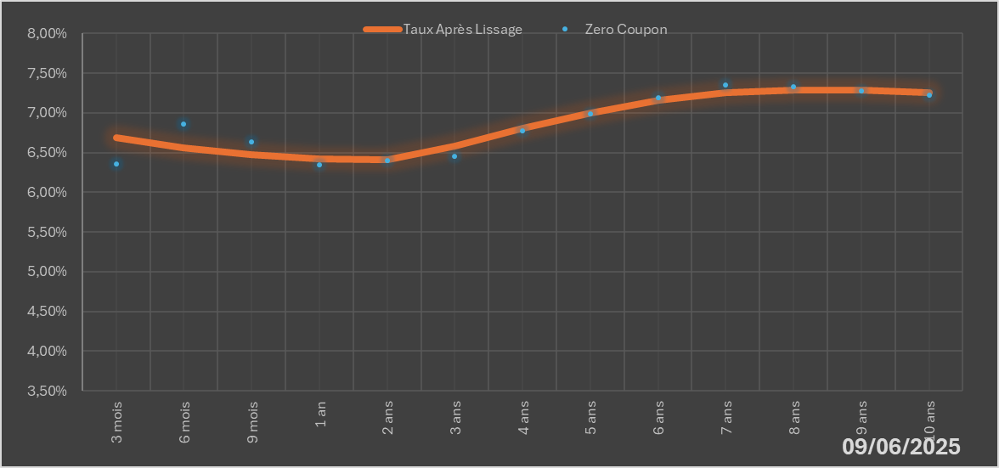 Taux Après Lissage Zero Coupon
8,00%
7,50%
7,00%
6,50%
6,00%
5,50%
5,00%
4,50%
4,00%
3,50%
3 mois
6 mois
9 mois
1 an
2 ans
3 ans
4 ans
5 ans
6 ans
7 ans
8 ans
9 ans
10 ans
09/06/2025